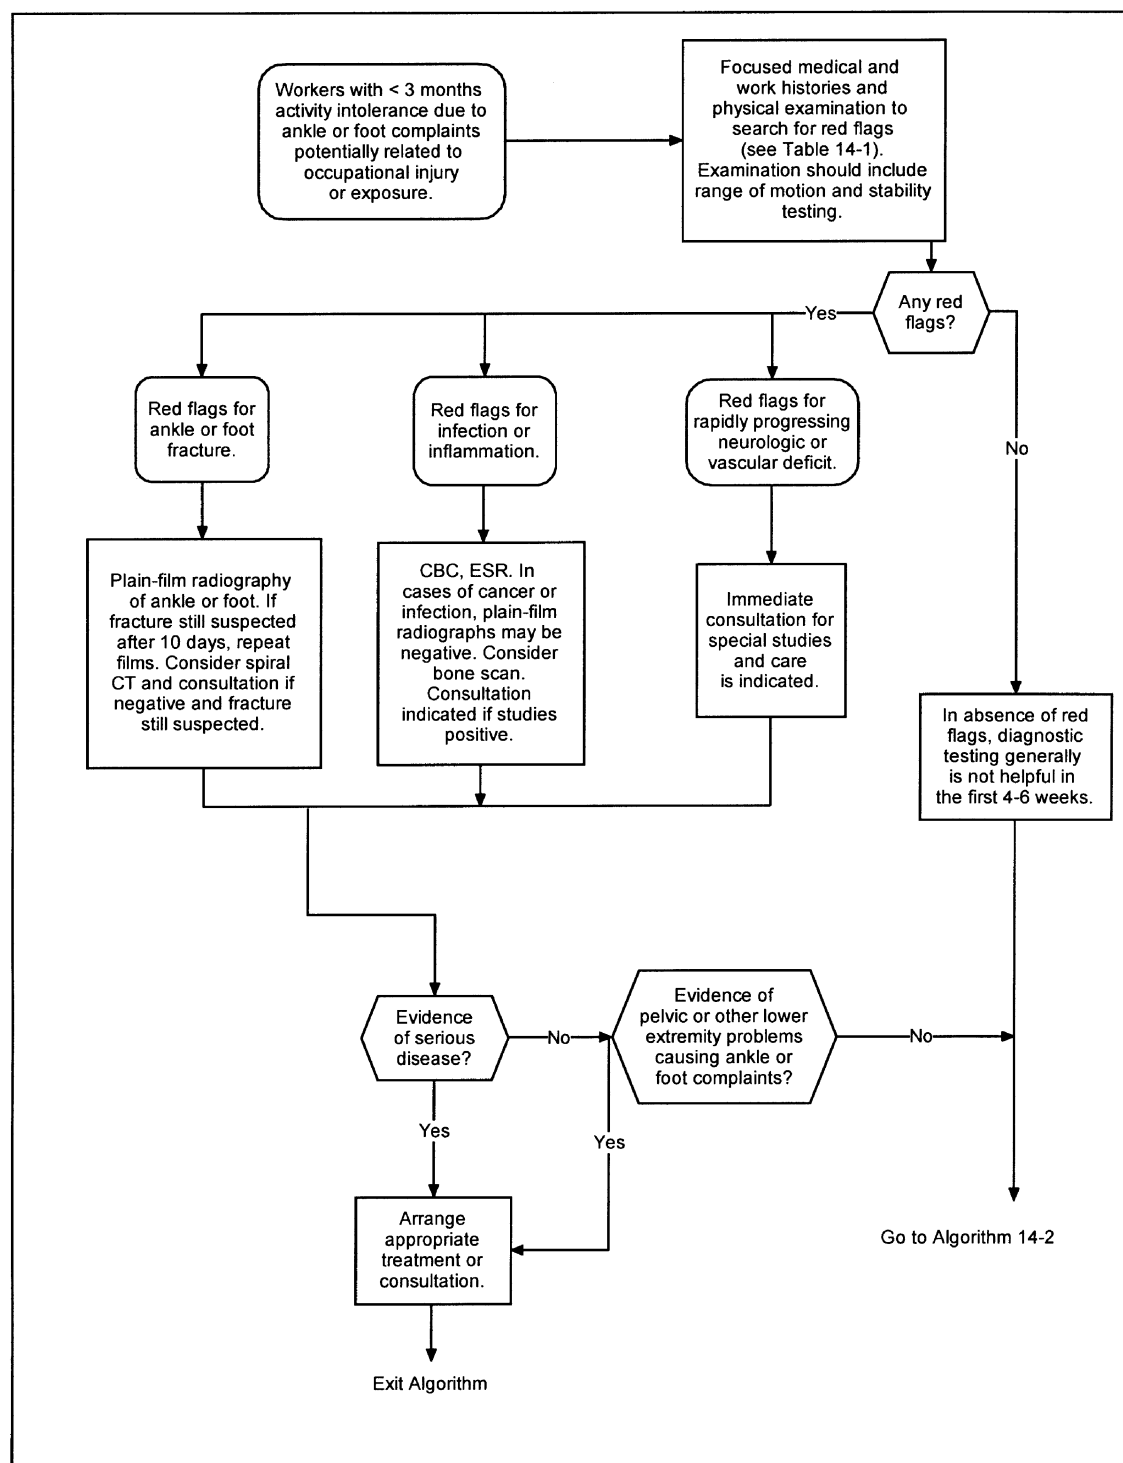 Workers with < 3 months
activity intolerance due to
ankle or foot complaints
potentially related to
occupational injury
or exposure.
Focused medical and
work histories and
physical examination to
search for red flags
(see Table 14-1).
Examination should include
range of motion and stability
testing.
Any red
flags?
Yes
No
Red flags for
ankle or foot
fracture.
Red flags for
infection or
inflammation.
Red flags for
rapidly progressing
neurologic or
vascular deficit.
Plain-film radiography
of ankle or foot. If
fracture still suspected
after 10 days, repeat
films. Consider spiral
CT and consultation if
negative and fracture
still suspected.
CBC, ESR. In
cases of cancer or
infection, plain-film
radiographs may be
negative. Consider
bone scan.
Consultation
indicated if studies
positive.
Immediate
consultation for
special studies
and care
is indicated.
In absence of red
flags, diagnostic
testing generally
is not helpful in
the first 4-6 weeks.
Evidence
of serious
disease?
No
Evidence of
pelvic or other lower
extremity problems
causing ankle or
foot complaints?
No
Yes
Yes
Arrange
appropriate
treatment or
consultation.
Go to Algorithm 14-2
Exit Algorithm